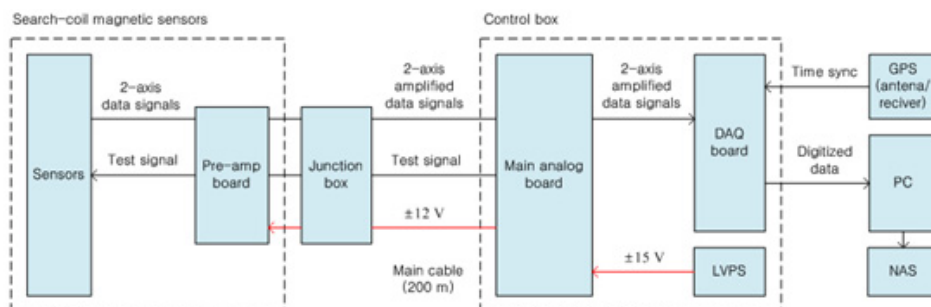 Search-coil magnetic sensors
Control box
Sensors
2-axis
data signals
Test signal
Pre-amp
board
Junction
box
2-axis
amplified
data signals
Test signal
±12 V
Main cable
(200 m)
Main analog
board
2-axis
amplified
data signals
±15 V
DAQ
board
LVPS
Time sync
Digitized
data
GPS
(antena/
reciver)
PC
NAS